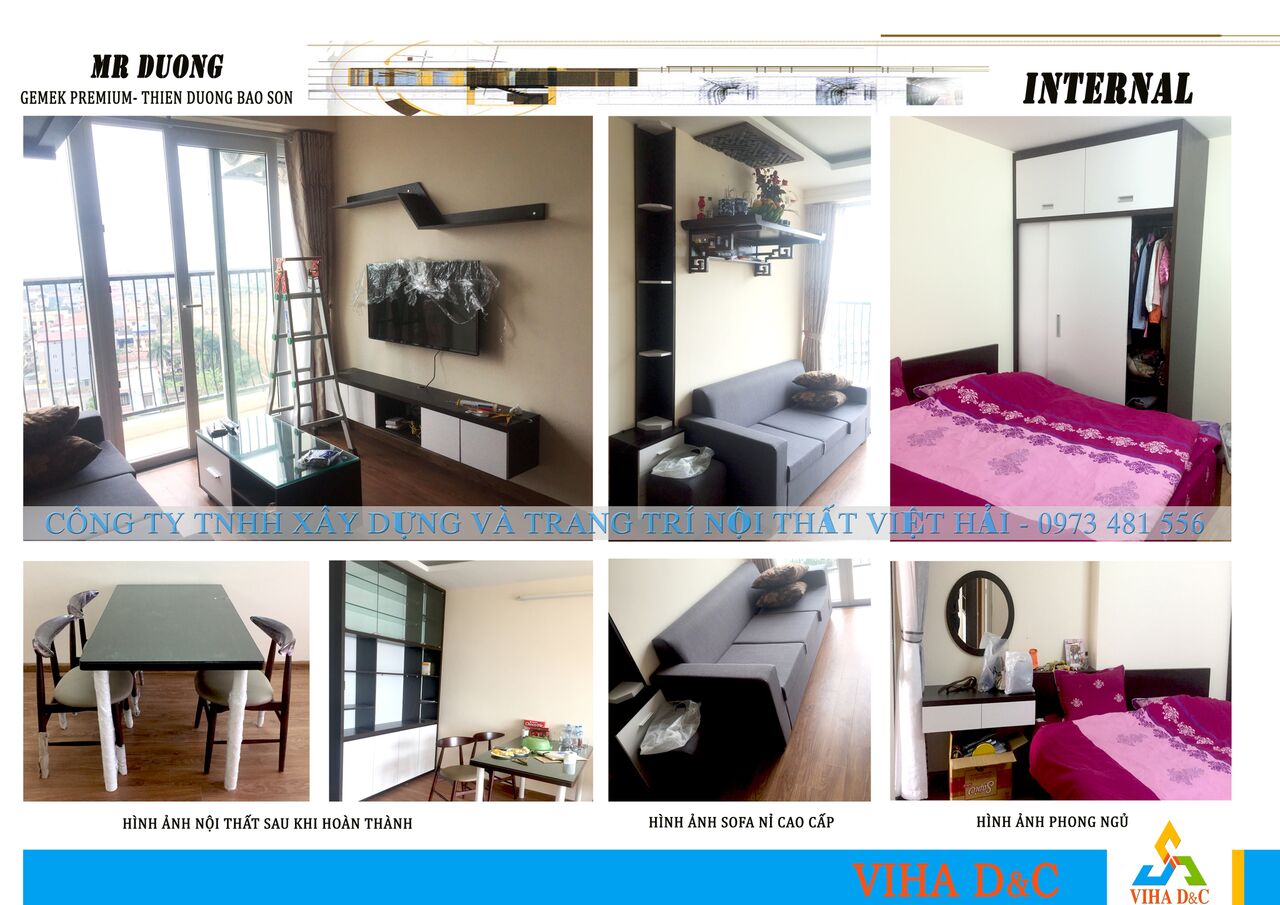 MR DUONG
GEMEK PREMIUM- THIEN DUONG BAO SON
INTERNAL
CÔNG TY TNHH XÂY DỰNG VÀ TRANG TRÍ NỘI THẤT VIỆT HẢI - 0973 481 556
HÌNH ẢNH NỘI THẤT SAU KHI HOÀN THÀNH
HÌNH ẢNH SOFA NỈ CAO CẤP
HÌNH ẢNH PHONG NGỦ
VIHA D&C
VIHA D&C